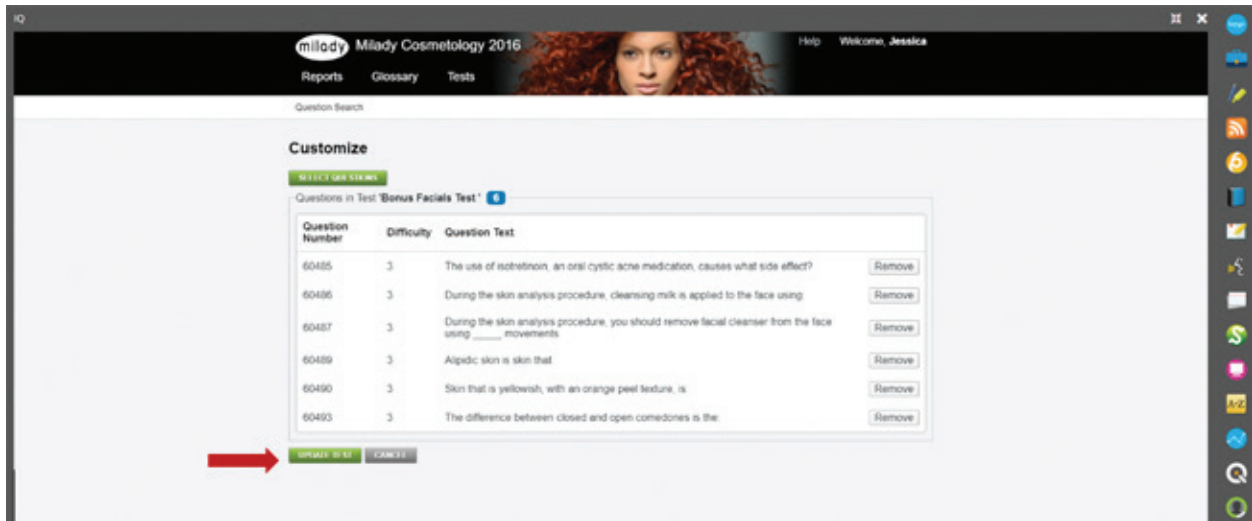 IQ
milady Milady Cosmetology 2016
Help Welcome, Jessica
Reports Glossary Tests
Question Search
Customize
SELECT QUESTIONS
Questions in Test 'Bonus Facials Test ' 6
Question Number Difficulty Question Text
60485 3 The use of isotretinoin, an oral cystic acne medication, causes what side effect? Remove
60486 3 During the skin analysis procedure, cleansing milk is applied to the face using: Remove
60487 3 During the skin analysis procedure, you should remove facial cleanser from the face
using _____ movements. Remove
60489 3 Alipidic skin is skin that: Remove
60490 3 Skin that is yellowish, with an orange peel texture, is: Remove
60493 3 The difference between closed and open comedones is the: Remove
UPDATE TEST CANCEL
A-Z